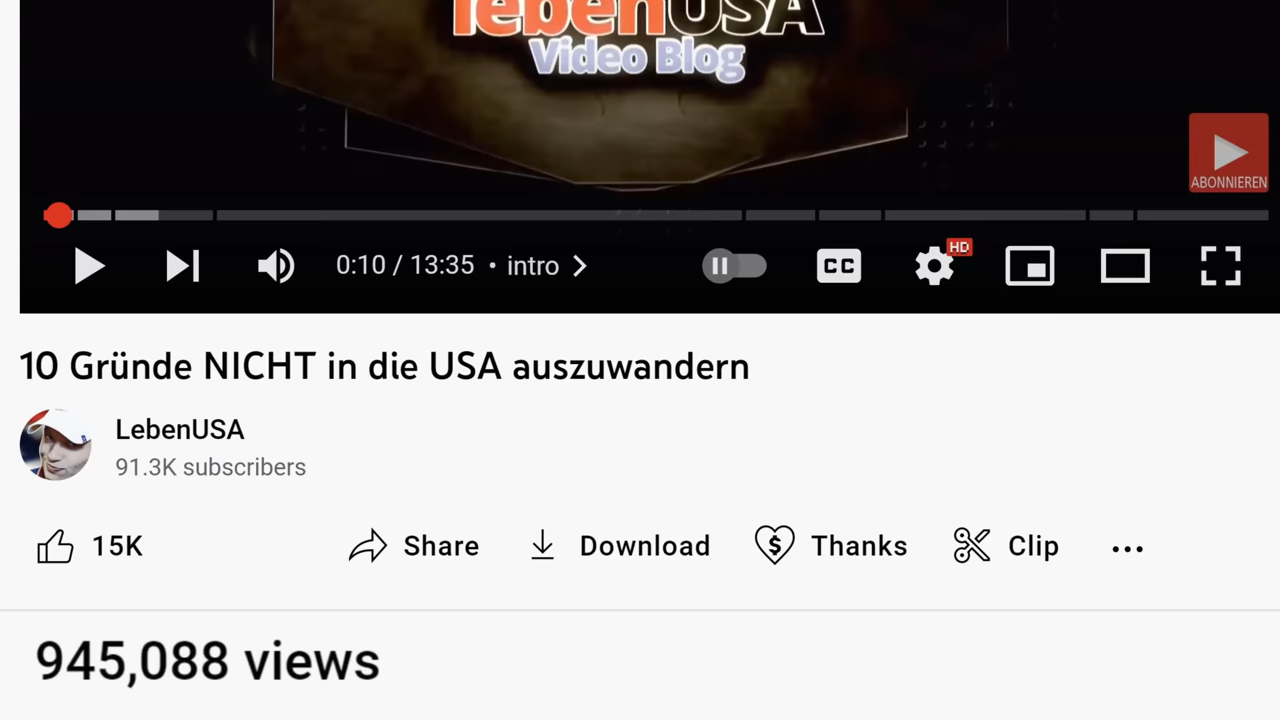 lebenUSA
Video Blog
ABONNIEREN
0:10 / 13:35 • intro
CC
HD
10 Gründe NICHT in die USA auszuwandern
LebenUSA
91.3K subscribers
15K Share Download Thanks Clip ...
945,088 views